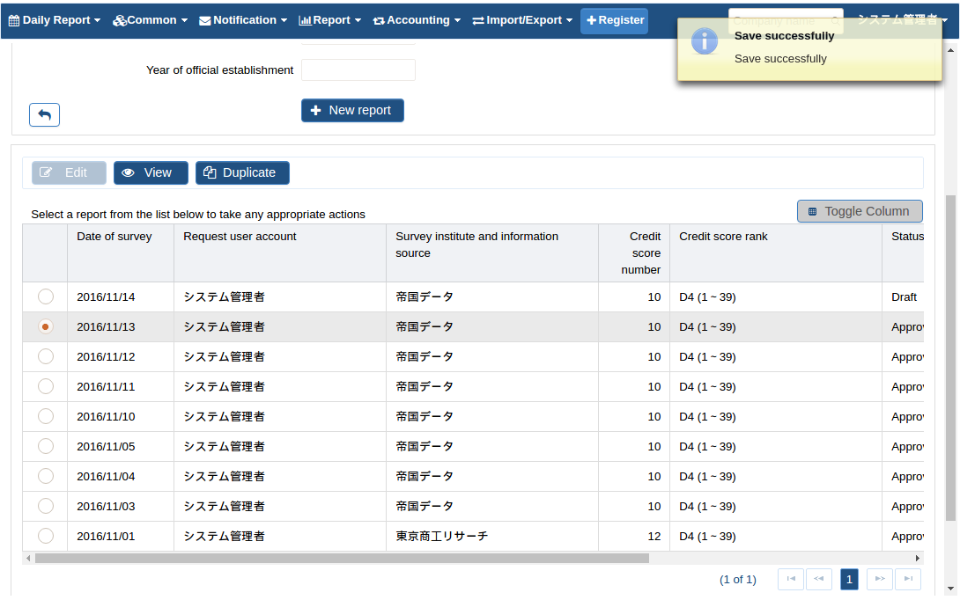 Daily Report Common Notification Report Accounting Import/Export Register システム管理者
Save successfully
Save successfully
Year of official establishment
New report
Edit View Duplicate
Select a report from the list below to take any appropriate actions
Toggle Column
Date of survey Request user account Survey institute and information source Credit score number Credit score rank Status
2016/11/14 システム管理者 帝国データ 10 D4 (1 ~ 39) Draft
2016/11/13 システム管理者 帝国データ 10 D4 (1 ~ 39) Approv
2016/11/12 システム管理者 帝国データ 10 D4 (1 ~ 39) Approv
2016/11/11 システム管理者 帝国データ 10 D4 (1 ~ 39) Approv
2016/11/10 システム管理者 帝国データ 10 D4 (1 ~ 39) Approv
2016/11/05 システム管理者 帝国データ 10 D4 (1 ~ 39) Approv
2016/11/04 システム管理者 帝国データ 10 D4 (1 ~ 39) Approv
2016/11/03 システム管理者 帝国データ 10 D4 (1 ~ 39) Approv
2016/11/01 システム管理者 東京商工リサーチ 12 D4 (1 ~ 39) Approv
(1 of 1) 1